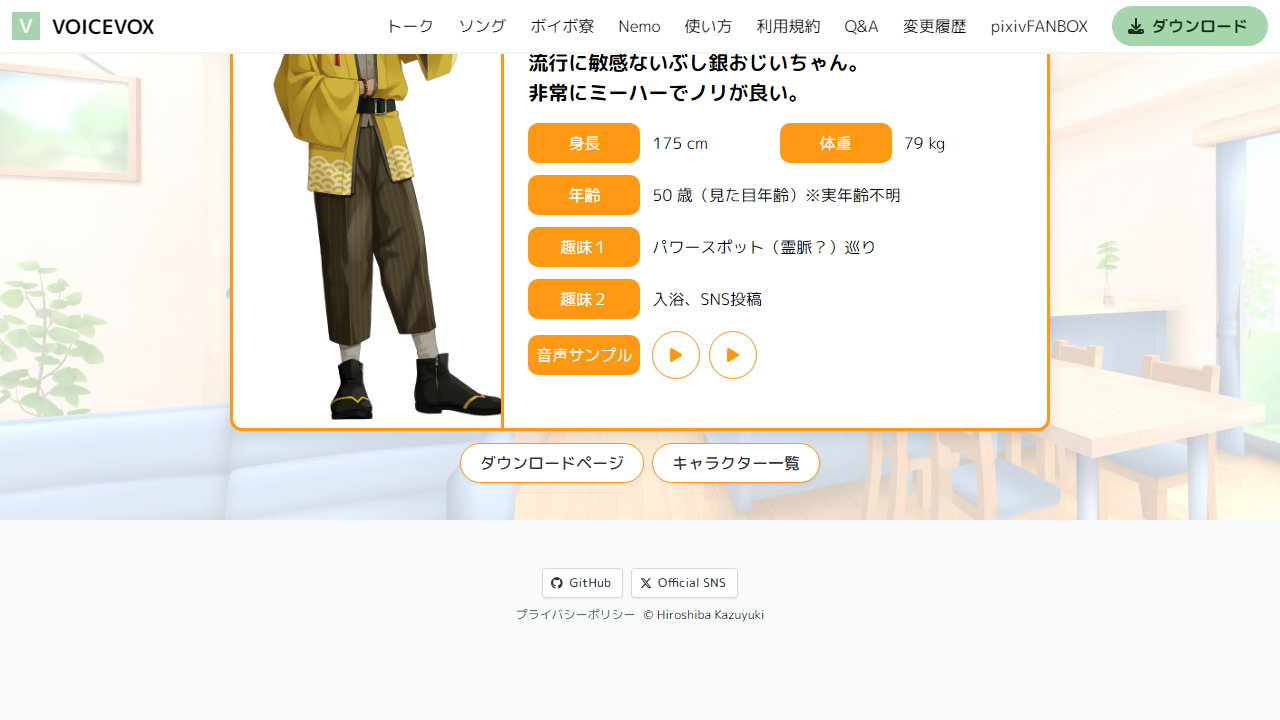 V VOICEVOX トーク ソング ボイボ寮 Nemo 使い方 利用規約 Q&A 変更履歴 pixivFANBOX ダウンロード
流行に敏感ないぶし銀おじいちゃん。
非常にミーハーでノリが良い。
身長 175 cm 体重 79 kg
年齢 50 歳（見た目年齢）※実年齢不明
趣味１ パワースポット（霊脈？）巡り
趣味２ 入浴、SNS投稿
音声サンプル
ダウンロードページ キャラクター一覧
GitHub Official SNS
プライバシーポリシー © Hiroshiba Kazuyuki